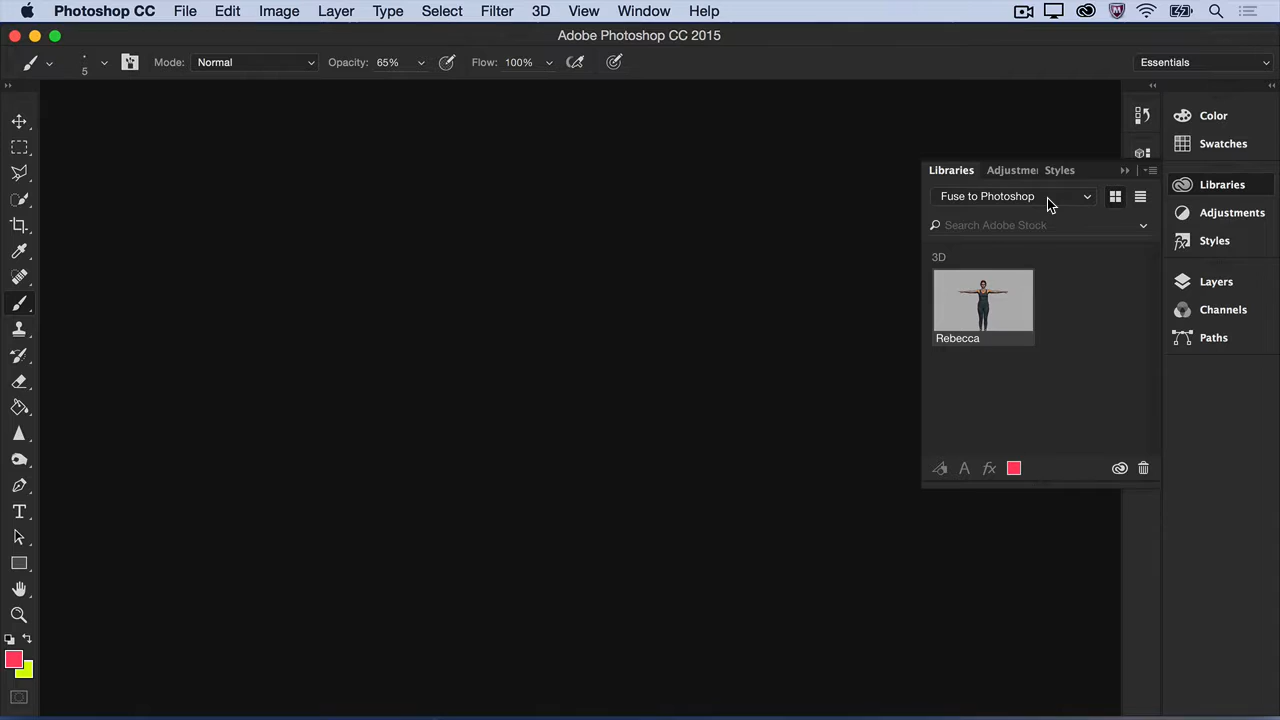 Photoshop CC File Edit Image Layer Type Select Filter 3D View Window Help
Adobe Photoshop CC 2015
5 Mode: Normal Opacity: 65% Flow: 100% Essentials
Color
Swatches
Libraries Adjustmer Styles
Fuse to Photoshop
Search Adobe Stock
3D
Rebecca
Libraries
Adjustments
Styles
Layers
Channels
Paths